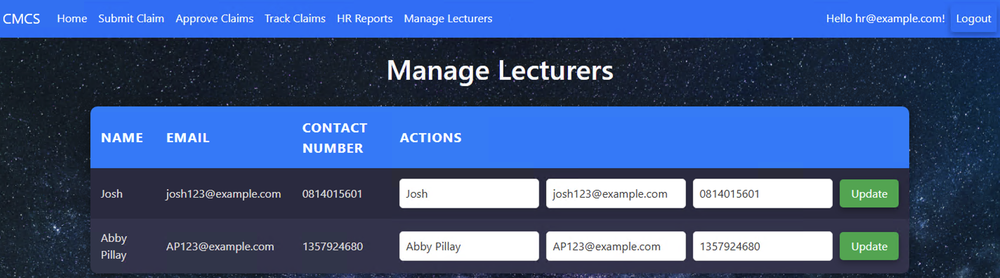 CMCS Home Submit Claim Approve Claims Track Claims HR Reports Manage Lecturers Hello hr@example.com! Logout
Manage Lecturers
NAME EMAIL CONTACT NUMBER ACTIONS
Josh josh123@example.com 0814015601 Josh josh123@example.com 0814015601 Update
Abby Pillay AP123@example.com 1357924680 Abby Pillay AP123@example.com 1357924680 Update